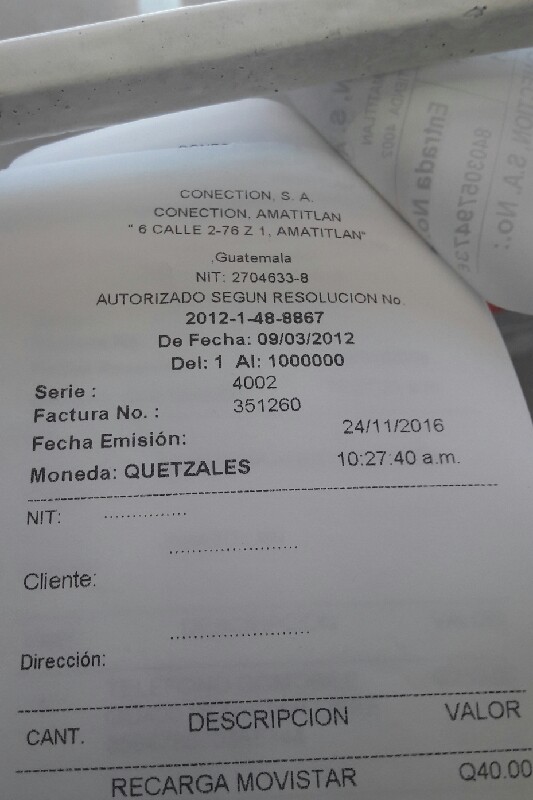 CONECTION, S. A.
CONECTION, AMATITLAN
" 6 CALLE 2-76 Z 1, AMATITLAN"
,Guatemala
NIT: 2704633-8
AUTORIZADO SEGUN RESOLUCION No.
2012-1-48-8867
De Fecha: 09/03/2012
Del: 1 Al: 1000000
Serie : 4002
Factura No. : 351260
Fecha Emisión: 24/11/2016
Moneda: QUETZALES 10:27:40 a.m.
NIT: ...............
.......................
Cliente:
.........................
Dirección:
CANT. DESCRIPCION VALOR
RECARGA MOVISTAR Q40.00
Entrada No